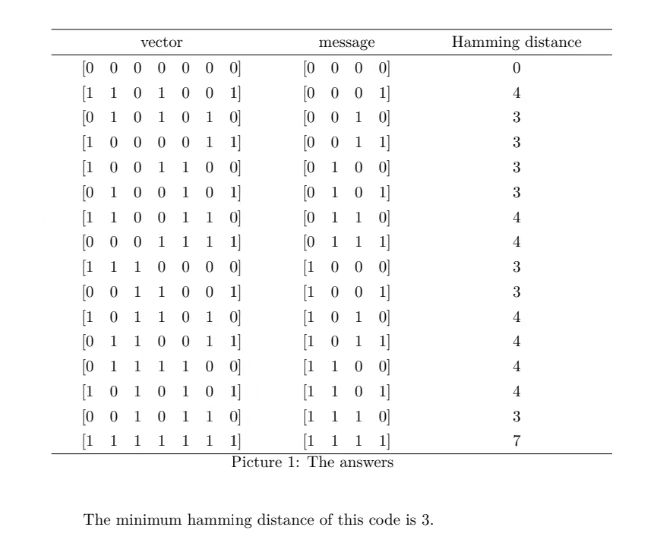 vector message Hamming distance
[0 0 0 0 0 0 0] [0 0 0 0] 0
[1 1 0 1 0 0 1] [0 0 0 1] 4
[0 1 0 1 0 1 0] [0 0 1 0] 3
[1 0 0 0 0 1 1] [0 0 1 1] 3
[1 0 0 1 1 0 0] [0 1 0 0] 3
[0 1 0 0 1 0 1] [0 1 0 1] 3
[1 1 0 0 1 1 0] [0 1 1 0] 4
[0 0 0 1 1 1 1] [0 1 1 1] 4
[1 1 1 0 0 0 0] [1 0 0 0] 3
[0 0 1 1 0 0 1] [1 0 0 1] 3
[1 0 1 1 0 1 0] [1 0 1 0] 4
[0 1 1 0 0 1 1] [1 0 1 1] 4
[0 1 1 1 1 0 0] [1 1 0 0] 4
[1 0 1 0 1 0 1] [1 1 0 1] 4
[0 0 1 0 1 1 0] [1 1 1 0] 3
[1 1 1 1 1 1 1] [1 1 1 1] 7
Picture 1: The answers
The minimum hamming distance of this code is 3.